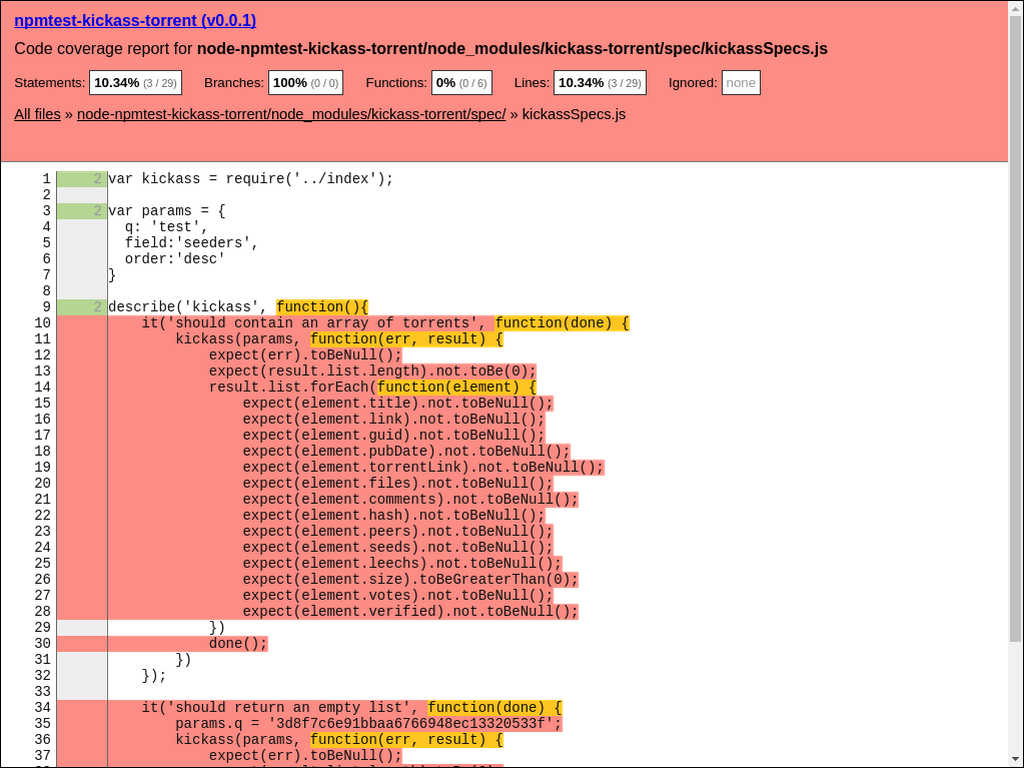 npmtest-kickass-torrent (v0.0.1)
Code coverage report for node-npmtest-kickass-torrent/node_modules/kickass-torrent/spec/kickassSpecs.js
Statements: 10.34% (3 / 29) Branches: 100% (0 / 0) Functions: 0% (0 / 6) Lines: 10.34% (3 / 29) Ignored: none
All files » node-npmtest-kickass-torrent/node_modules/kickass-torrent/spec/ » kickassSpecs.js
1 2 var kickass = require('../index');
2
3 2 var params = {
4 q: 'test',
5 field:'seeders',
6 order:'desc'
7 }
8
9 2 describe('kickass', function(){
10 it('should contain an array of torrents', function(done) {
11 kickass(params, function(err, result) {
12 expect(err).toBeNull();
13 expect(result.list.length).not.toBe(0);
14 result.list.forEach(function(element) {
15 expect(element.title).not.toBeNull();
16 expect(element.link).not.toBeNull();
17 expect(element.guid).not.toBeNull();
18 expect(element.pubDate).not.toBeNull();
19 expect(element.torrentLink).not.toBeNull();
20 expect(element.files).not.toBeNull();
21 expect(element.comments).not.toBeNull();
22 expect(element.hash).not.toBeNull();
23 expect(element.peers).not.toBeNull();
24 expect(element.seeds).not.toBeNull();
25 expect(element.leechs).not.toBeNull();
26 expect(element.size).toBeGreaterThan(0);
27 expect(element.votes).not.toBeNull();
28 expect(element.verified).not.toBeNull();
29 })
30 done();
31 })
32 });
33
34 it('should return an empty list', function(done) {
35 params.q = '3d8f7c6e91bbaa6766948ec13320533f';
36 kickass(params, function(err, result) {
37 expect(err).toBeNull();